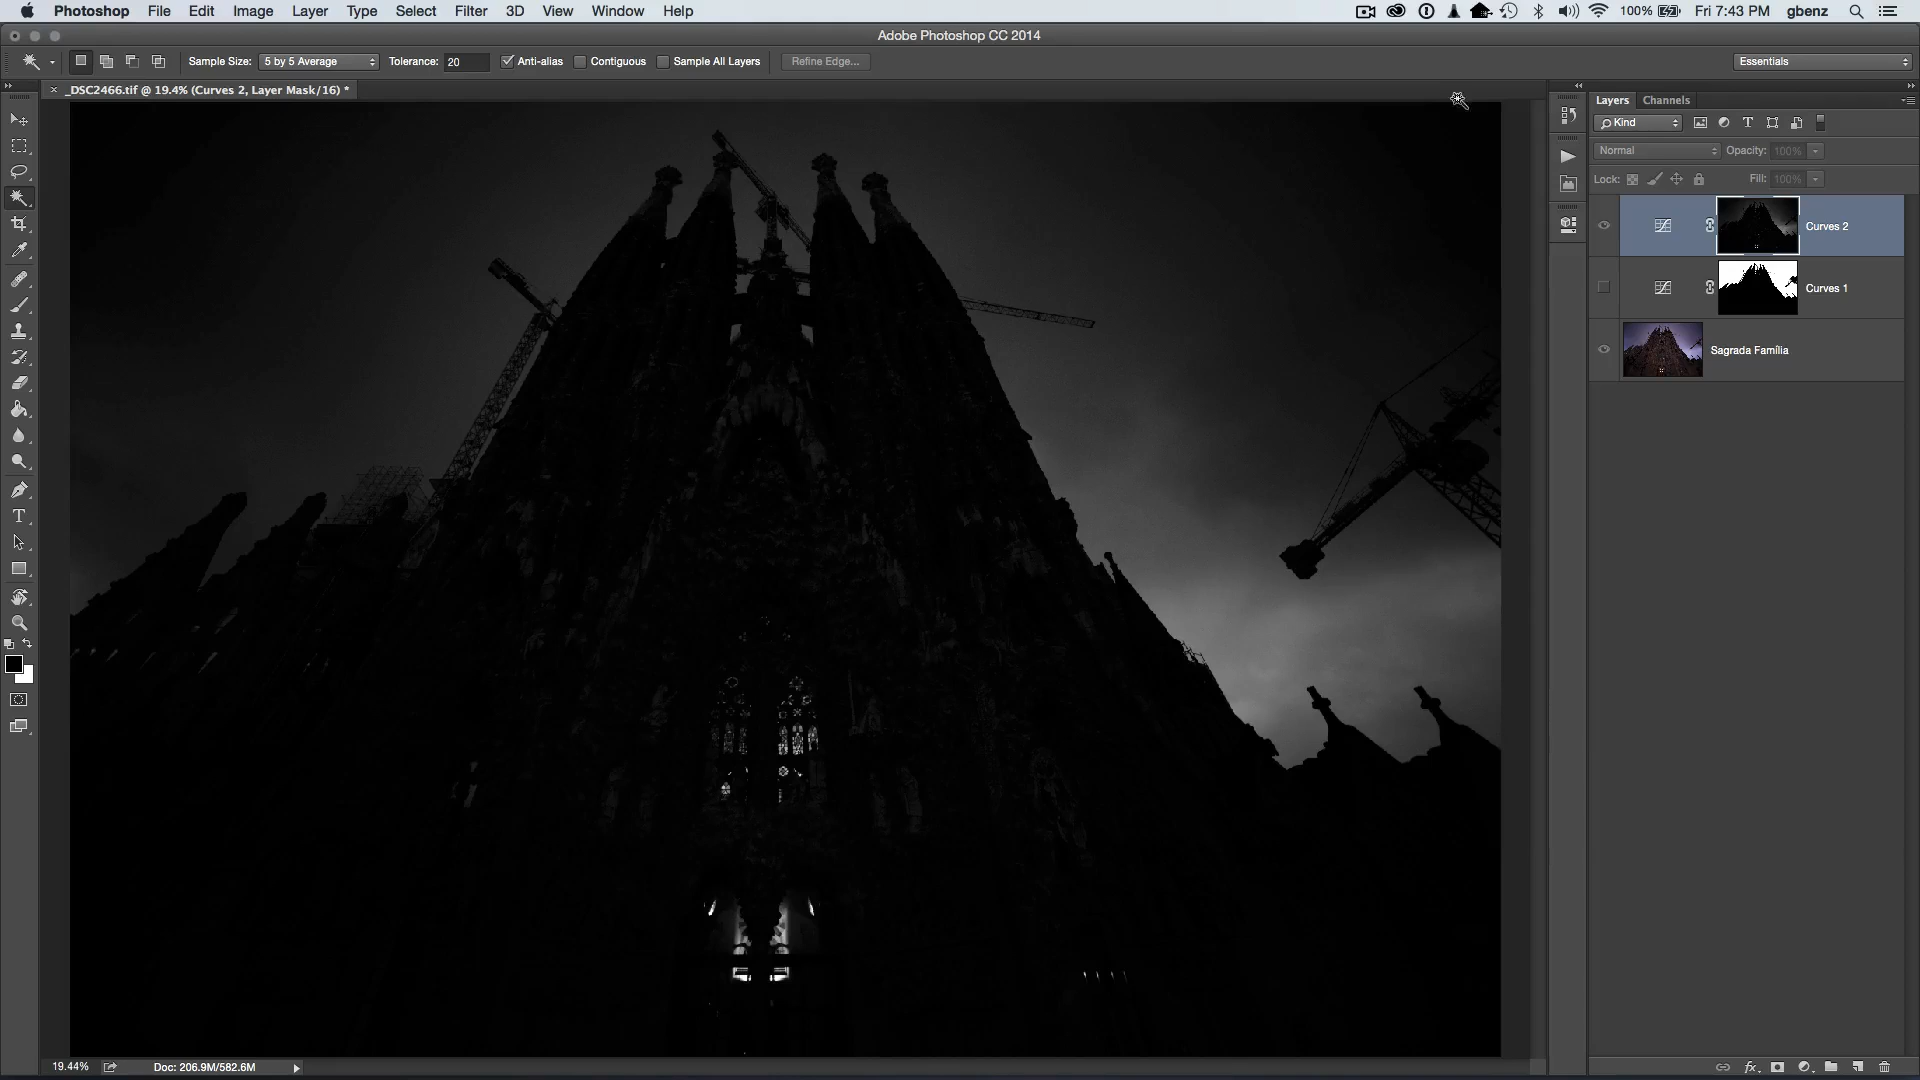 Photoshop File Edit Image Layer Type Select Filter 3D View Window Help 100% Fri 7:43 PM gbenz
Adobe Photoshop CC 2014
Sample Size: 5 by 5 Average Tolerance: 20 Anti-alias Contiguous Sample All Layers Refine Edge... Essentials
_DSC2466.tif @ 19.4% (Curves 2, Layer Mask/16) *
Layers Channels
Kind
Normal Opacity: 100%
Lock: Fill: 100%
Curves 2
Curves 1
Sagrada Família
19.44% Doc: 206.9M/582.6M